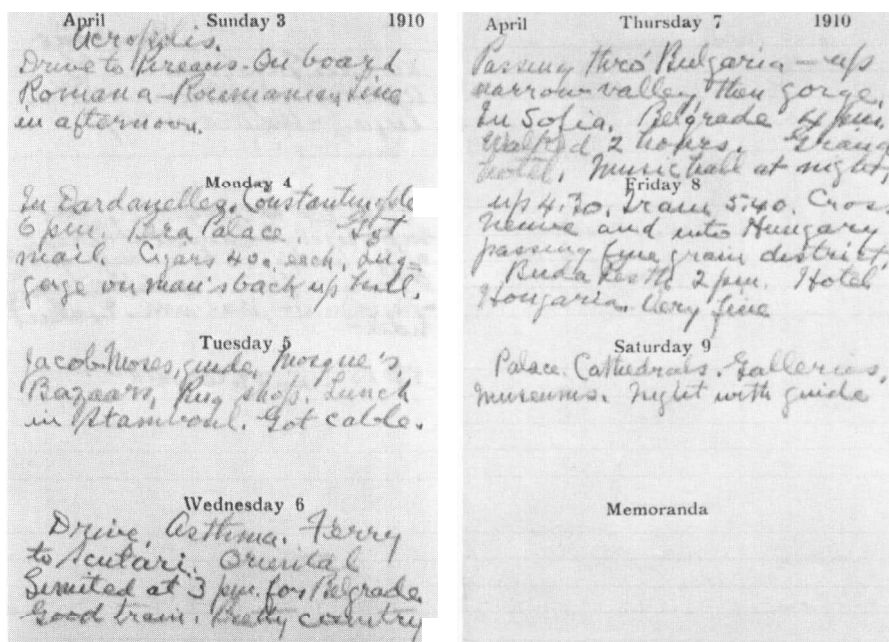 April Sunday 3 1910
Acropolis.
Drive to Piraeus - On board
Romana - Roumanian Line
in afternoon.
Monday 4
In Dardanelles. Constantinople
6 pm. Pera Palace. Got
mail. Cigars 40c. each. Lug-
gage on man's back up hill.
Tuesday 5
Jacob Moses, guide, Mosque's,
Bazaars, Rug shop. Lunch
in Stamboul. Got cable.
Wednesday 6
Drive. Asthma. Ferry
to Scutari. Oriental
Limited at 3 pm. for Belgrade
Good train. Pretty country
April Thursday 7 1910
Passing thro' Bulgaria - up
narrow valley, then gorge.
In Sofia. Belgrade 4 pm.
Walked 2 hours. Grand
hotel. Music hall at night,
Friday 8
up 4.30. Train 5.40. Cross
and into Hungary
passing fine grain district
Buda Pesth 2 pm. Hotel
Hongaria. Very fine
Saturday 9
Palace. Cathedrals. Galleries,
Museums. Night with guide
Memoranda